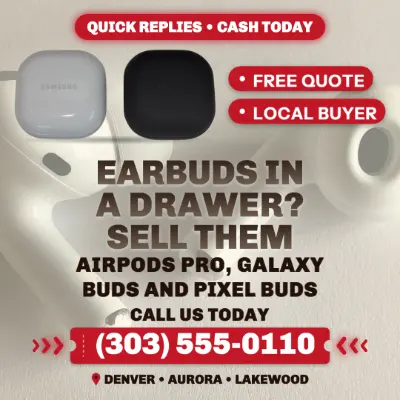 QUICK REPLIES • CASH TODAY
SAMSUNG
• FREE QUOTE
• LOCAL BUYER
EARBUDS IN
A DRAWER?
SELL THEM
AIRPODS PRO, GALAXY
BUDS AND PIXEL BUDS
CALL US TODAY
(303) 555-0110
DENVER • AURORA • LAKEWOOD